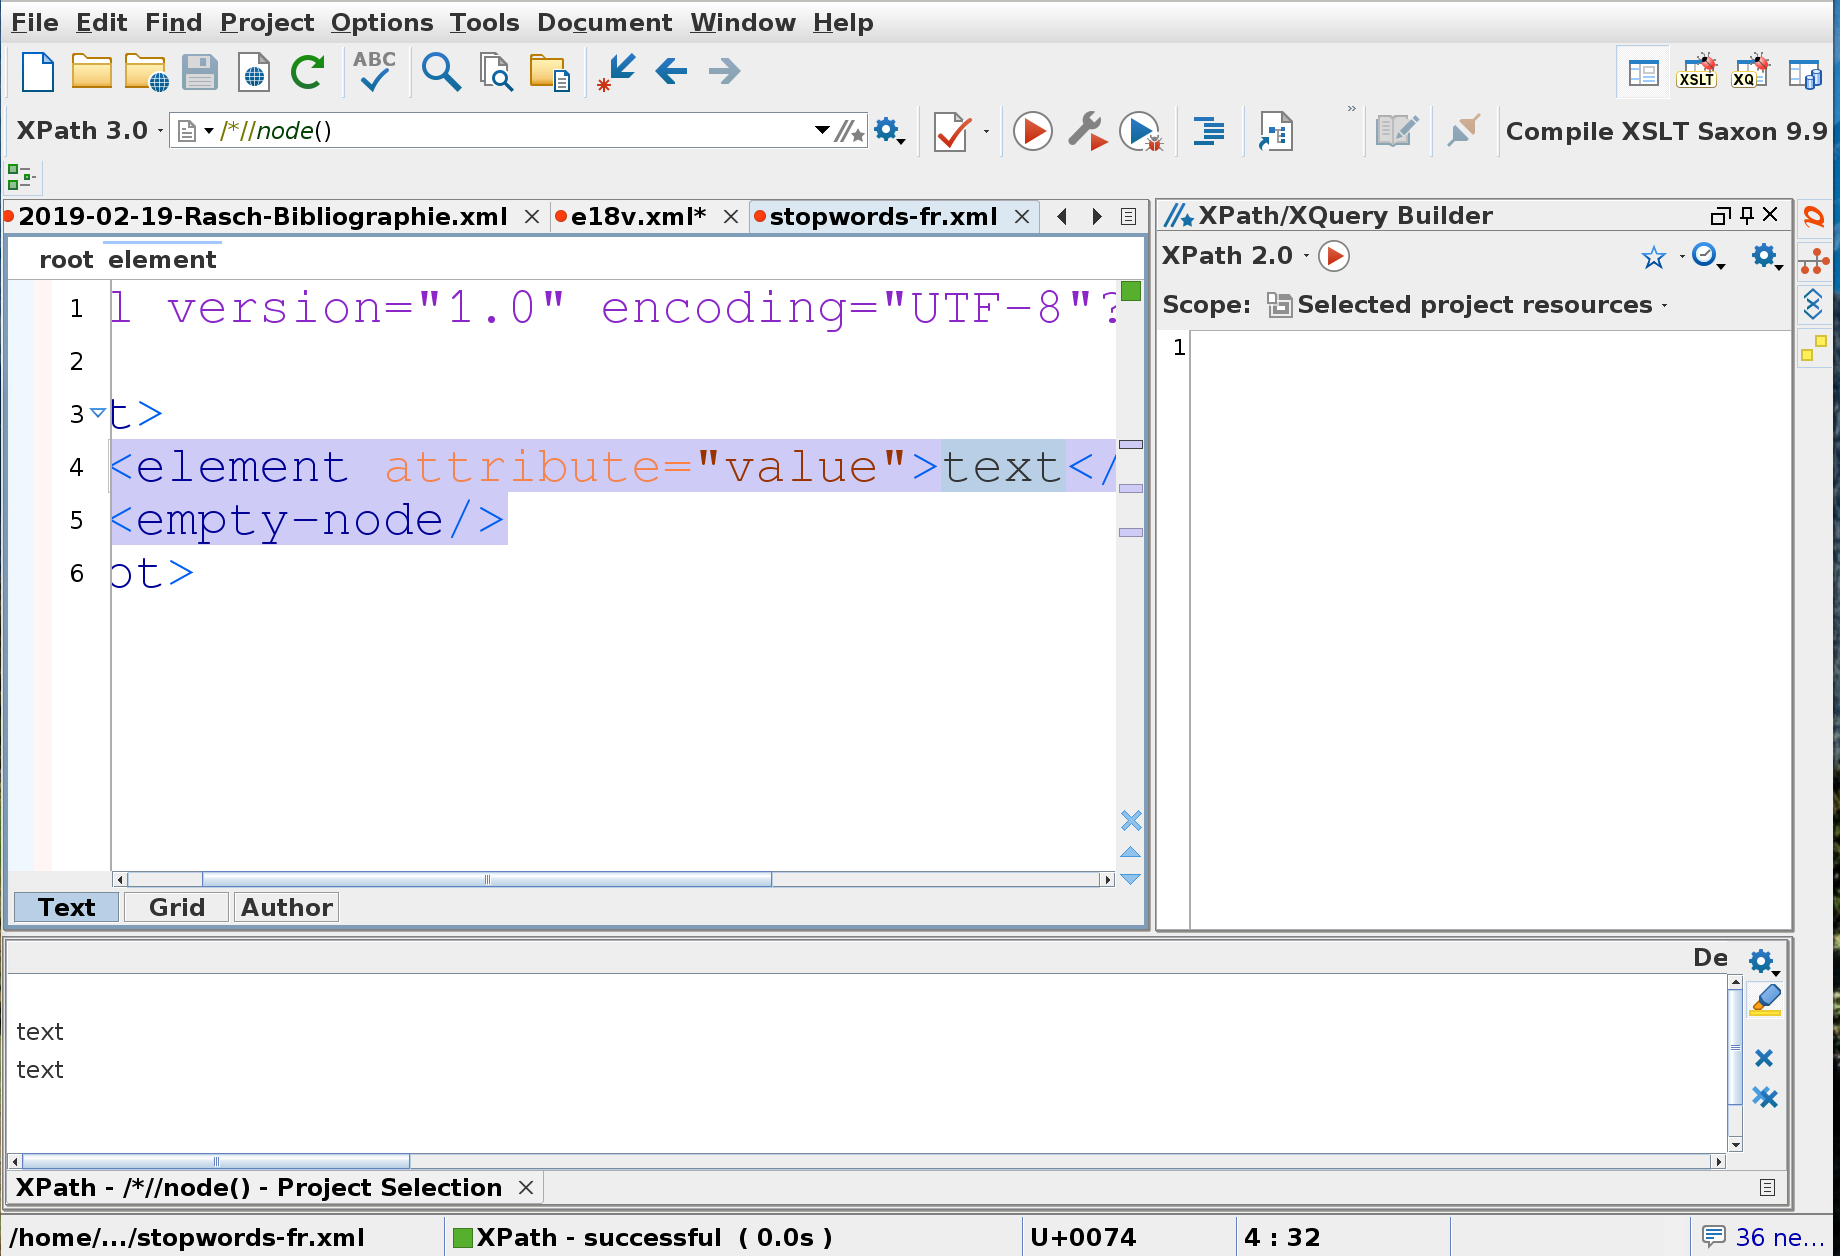 File Edit Find Project Options Tools Document Window Help
ABC
XSLT XQ
XPath 3.0 /*//node()
Compile XSLT Saxon 9.9
2019-02-19-Rasch-Bibliographie.xml e18v.xml* stopwords-fr.xml
XPath/XQuery Builder
XPath 2.0
Scope: Selected project resources
1
root element
1 l version="1.0" encoding="UTF-8"?
2
3 t>
4 <element attribute="value">text</
5 <empty-node/>
6 ot>
Text Grid Author
De
text
text
XPath - /*//node() - Project Selection
/home/.../stopwords-fr.xml XPath - successful ( 0.0s ) U+0074 4 : 32 36 ne...